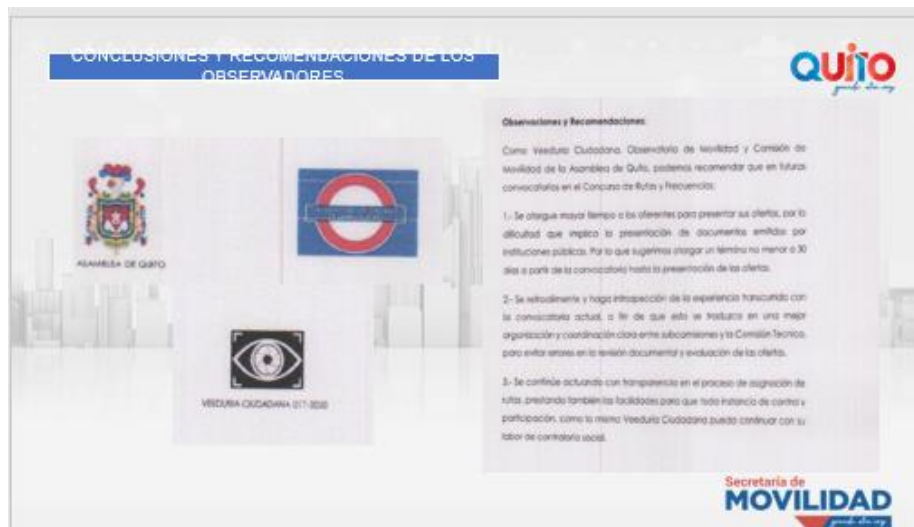 CONCLUSIONES Y RECOMENDACIONES DE LOS
OBSERVADORES
QUITO
grande otra vez
Observaciones y Recomendaciones:
Como Veeduría Ciudadana, Observatorio de Movilidad y Comisión de
Movilidad de la Asamblea de Quito, podemos recomendar que en futuras
convocatorias en el Concurso de Rutas y Frecuencias:
1.- Se otorgue mayor tiempo a los oferentes para presentar sus ofertas, por la
dificultad que implica la presentación de documentos emitidos por
instituciones públicas. Por lo que sugerimos otorgar un término no menor a 30
días a partir de la convocatoria hasta la presentación de las ofertas.
2.- Se retroalimente y haga introspección de la experiencia transcurrida con
la convocatoria actual, a fin de que esto se traduzca en una mejor
organización y coordinación clara entre subcomisiones y la Comisión Técnica,
para evitar errores en la revisión documental y evaluación de las ofertas.
3.- Se continúe actuando con transparencia en el proceso de asignación de
rutas, prestando también las facilidades para que toda instancia de control y
participación, como la misma Veeduría Ciudadana pueda continuar con su
labor de contraloría social.
ASAMBLEA DE QUITO
VEEDURIA CIUDADANA 017-2020
Secretaría de
MOVILIDAD
grande otra vez